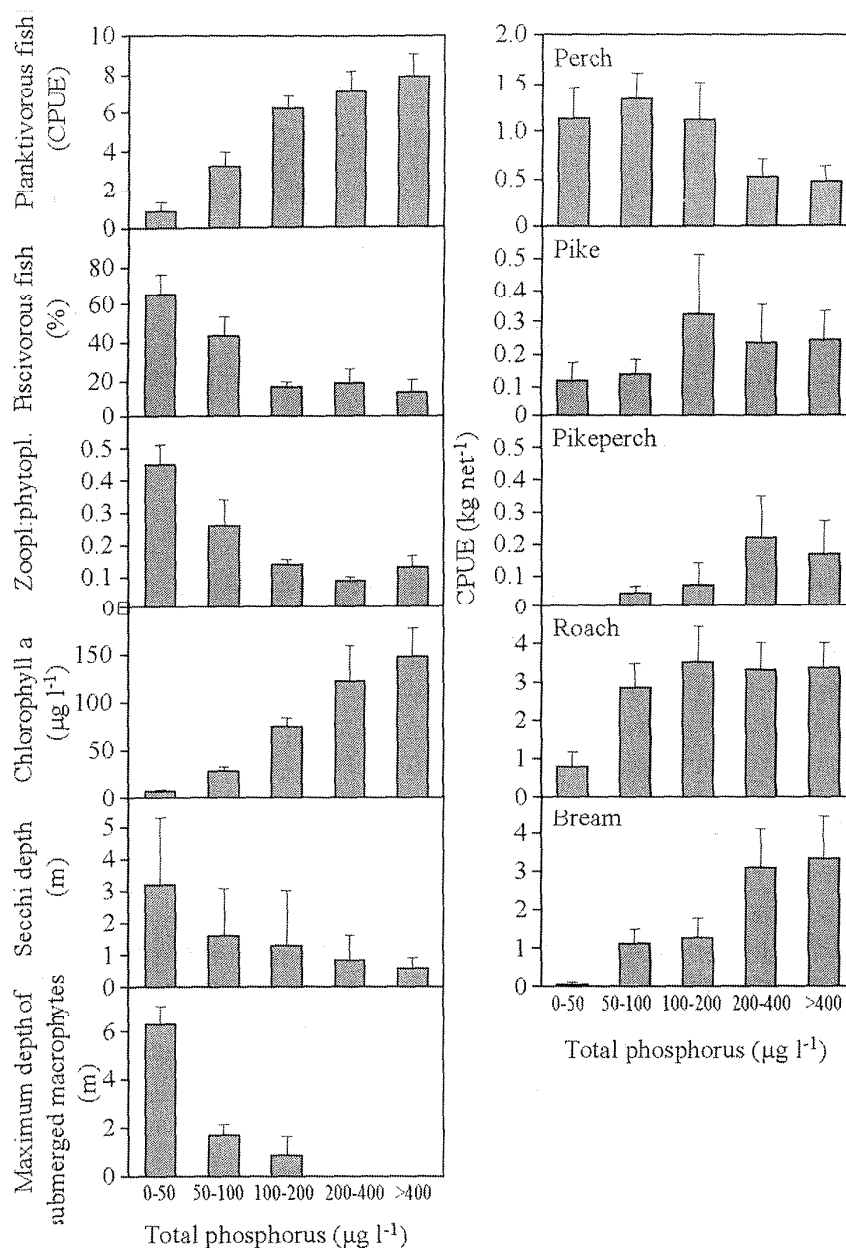 Planktivorous fish
(CPUE)
10
8
6
4
2
0
Piscivorous fish
(%)
80
60
40
20
0
Zoopl:phytopl.
0.5
0.4
0.3
0.2
0.1
0
Chlorophyll a
(µg l-1)
150
100
50
0
Secchi depth
(m)
5
4
3
2
1
0
Maximum depth of
submerged macrophytes
(m)
6
4
2
0
0-50 50-100 100-200 200-400 >400
Total phosphorus (µg l-1)
CPUE (kg net-1)
Perch
2.0
1.5
1.0
0.5
0
Pike
0.5
0.4
0.3
0.2
0.1
0
Pikeperch
0.5
0.4
0.3
0.2
0.1
0
Roach
4
3
2
1
0
Bream
4
3
2
1
0
0-50 50-100 100-200 200-400 >400
Total phosphorus (µg l-1)